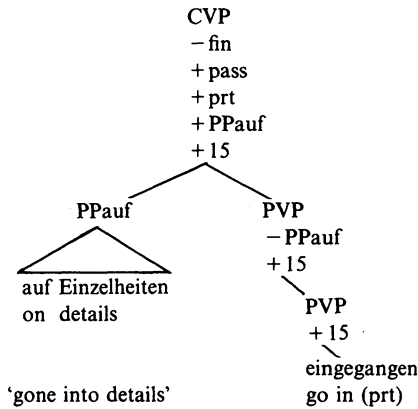 CVP
− fin
+ pass
+ prt
+ PPauf
+ 15
PPauf
PVP
− PPauf
+ 15
auf Einzelheiten
on details
PVP
+ 15
eingegangen
'gone into details'
go in (prt)